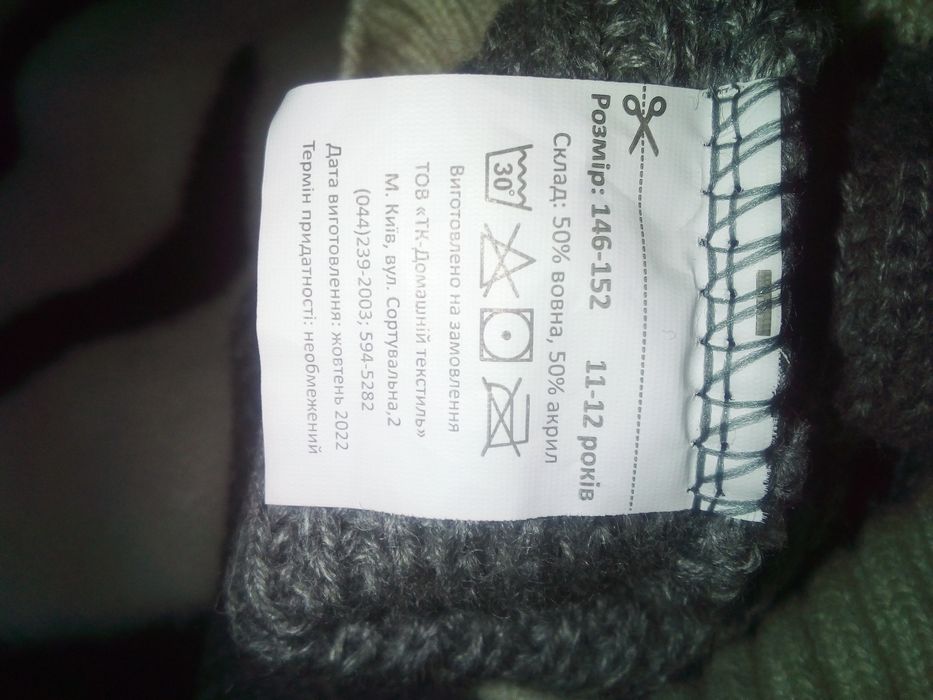 Розмір: 146-152 11-12 років
Склад: 50% вовна, 50% акрил
30°
Виготовлено на замовлення
ТОВ «ТК-Домашній текстиль»
М. Київ, вул. Сортувальна,2
(044)239-2003; 594-5282
Дата виготовлення: жовтень 2022
Термін придатності: необмежений